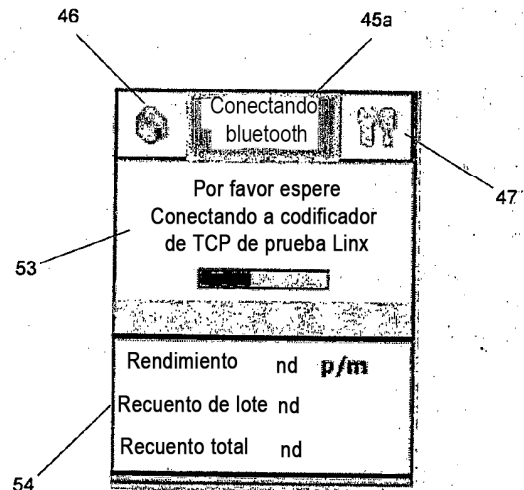 46
45a
Conectando
bluetooth
47
Por favor espere
Conectando a codificador
de TCP de prueba Linx
53
Rendimiento nd p/m
Recuento de lote nd
Recuento total nd
54